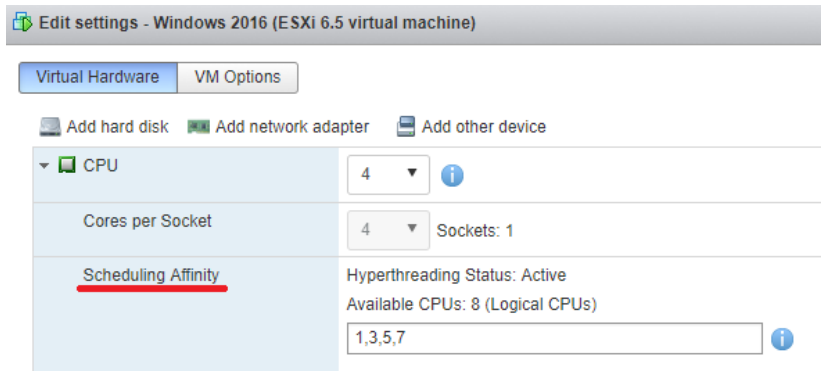 Edit settings - Windows 2016 (ESXi 6.5 virtual machine)
Virtual Hardware VM Options
Add hard disk Add network adapter Add other device
CPU 4
Cores per Socket 4 Sockets: 1
Scheduling Affinity Hyperthreading Status: Active
Available CPUs: 8 (Logical CPUs)
1,3,5,7